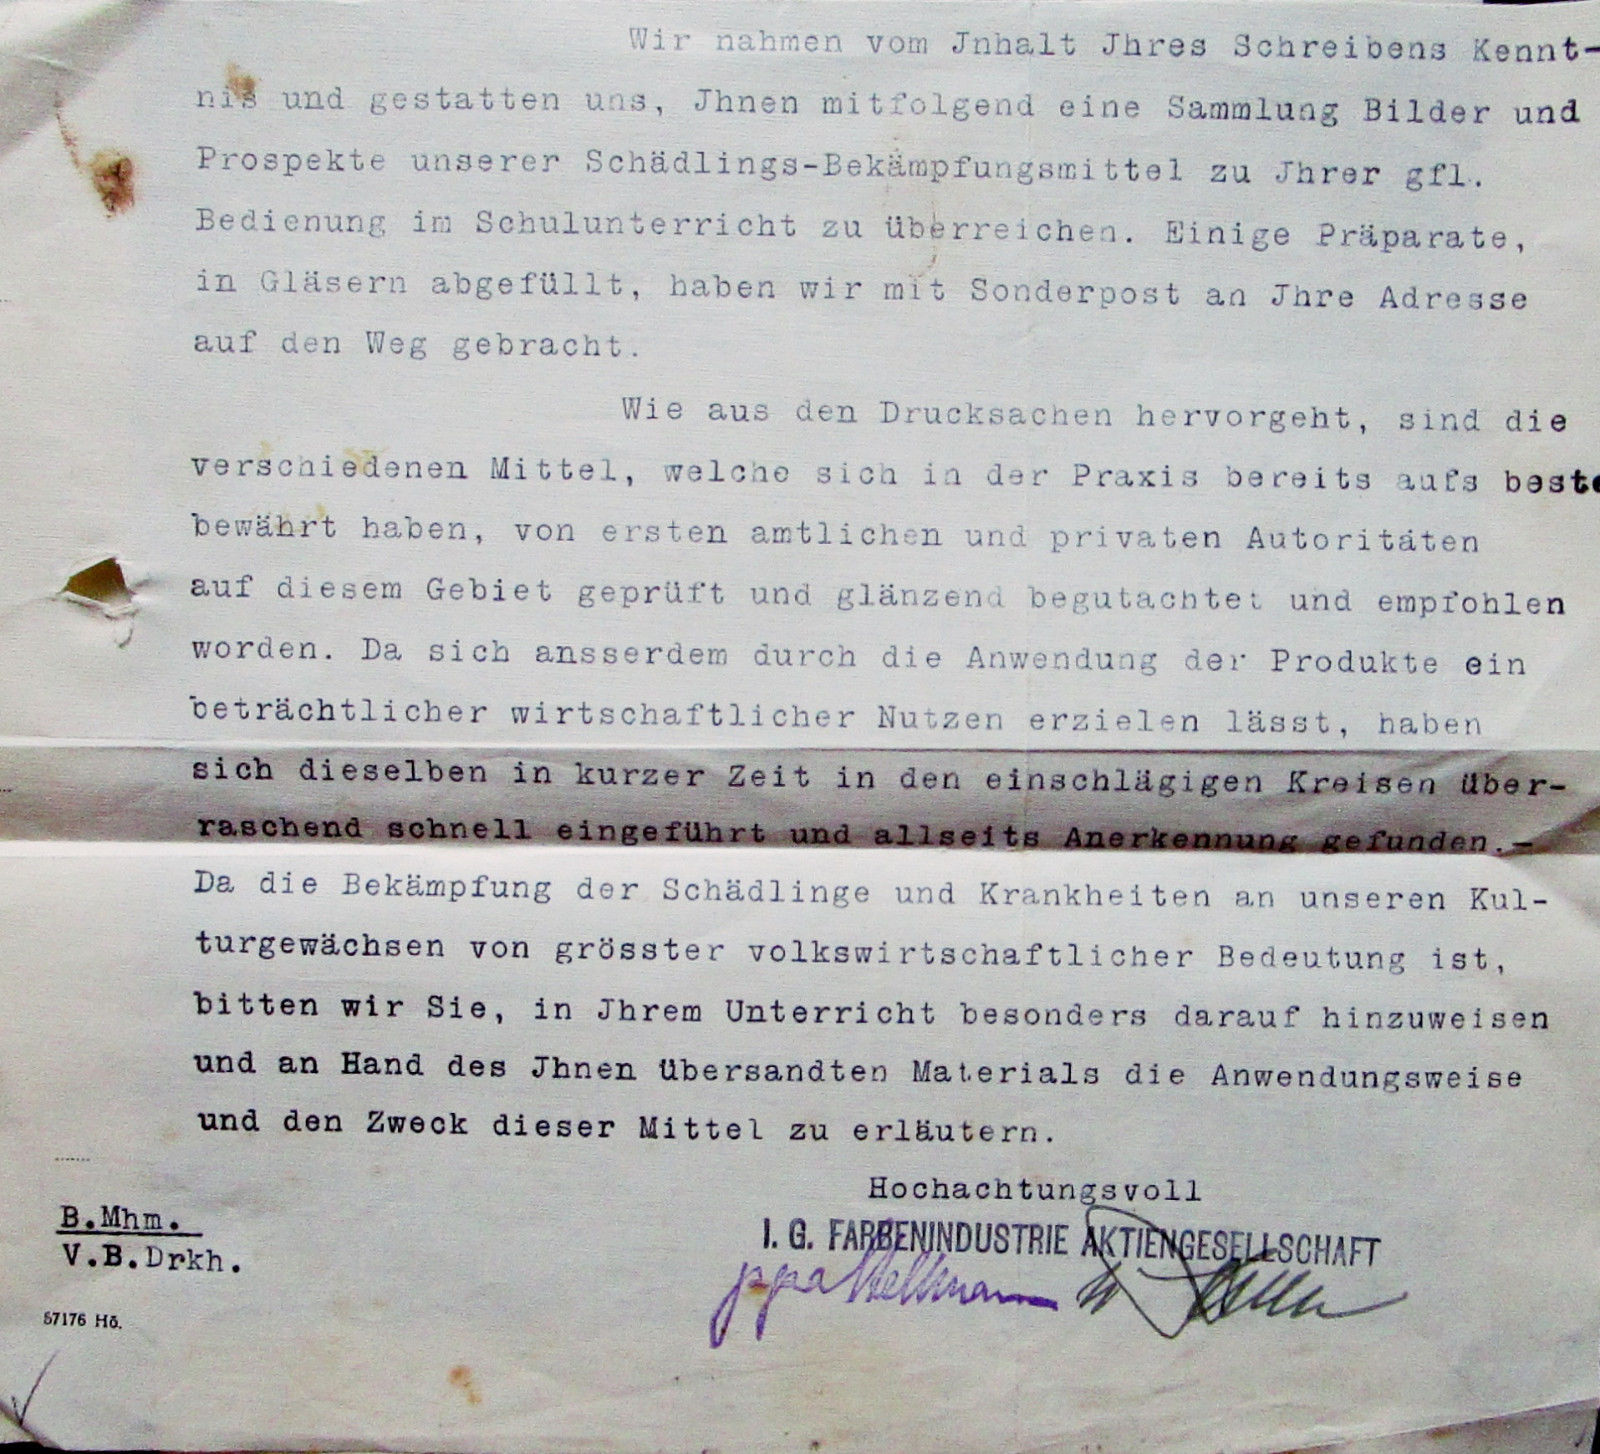 Wir nahmen vom Jnhalt Jhres Schreibens Kennt-
nis und gestatten uns, Jhnen mitfolgend eine Sammlung Bilder und
Prospekte unserer Schädlings-Bekämpfungsmittel zu Jhrer gfl.
Bedienung im Schulunterricht zu überreichen. Einige Präparate,
in Gläsern abgefüllt, haben wir mit Sonderpost an Jhre Adresse
auf den Weg gebracht.
Wie aus den Drucksachen hervorgeht, sind die
verschiedenen Mittel, welche sich in der Praxis bereits aufs beste
bewährt haben, von ersten amtlichen und privaten Autoritäten
auf diesem Gebiet geprüft und glänzend begutachtet und empfohlen
worden. Da sich ansserdem durch die Anwendung der Produkte ein
beträchtlicher wirtschaftlicher Nutzen erzielen lässt, haben
sich dieselben in kurzer Zeit in den einschlägigen Kreisen über-
raschend schnell eingeführt und allseits Anerkennung gefunden.-
Da die Bekämpfung der Schädlinge und Krankheiten an unseren Kul-
turgewächsen von grösster volkswirtschaftlicher Bedeutung ist,
bitten wir Sie, in Jhrem Unterricht besonders darauf hinzuweisen
und an Hand des Jhnen übersandten Materials die Anwendungsweise
und den Zweck dieser Mittel zu erläutern.
Hochachtungsvoll
I. G. FARBENINDUSTRIE AKTIENGESELLSCHAFT
ppa
B.Mhm.
V.B.Drkh.
57176 Hö.